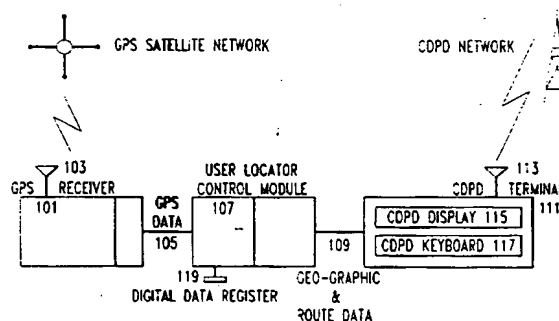 GPS SATELLITE NETWORK
CDPD NETWORK
103
GPS RECEIVER
101
GPS
DATA
105
USER LOCATOR
CONTROL MODULE
107
119
DIGITAL DATA REGISTER
109
GEO-GRAPHIC
&
ROUTE DATA
113
CDPD TERMINA
111
CDPD DISPLAY 115
CDPD KEYBOARD 117